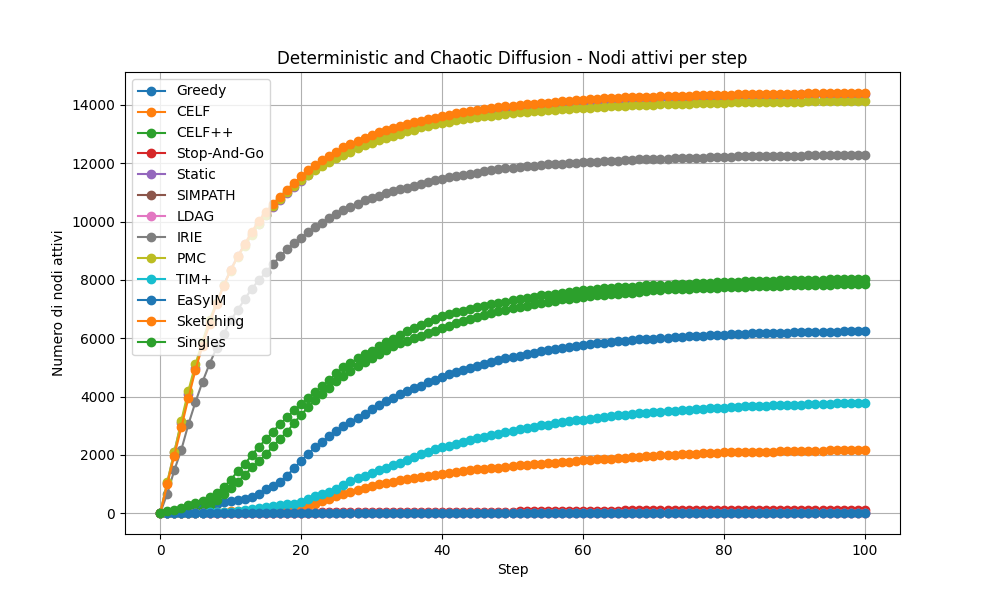 Deterministic and Chaotic Diffusion - Nodi attivi per step
Numero di nodi attivi
14000
12000
10000
8000
6000
4000
2000
0
Greedy
CELF
CELF++
Stop-And-Go
Static
SIMPATH
LDAG
IRIE
PMC
TIM+
EaSyIM
Sketching
Singles
0 20 40 60 80 100
Step